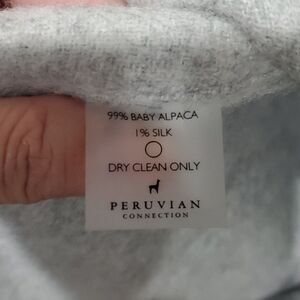 99% BABY ALPACA
1% SILK
DRY CLEAN ONLY
PERUVIAN
CONNECTION